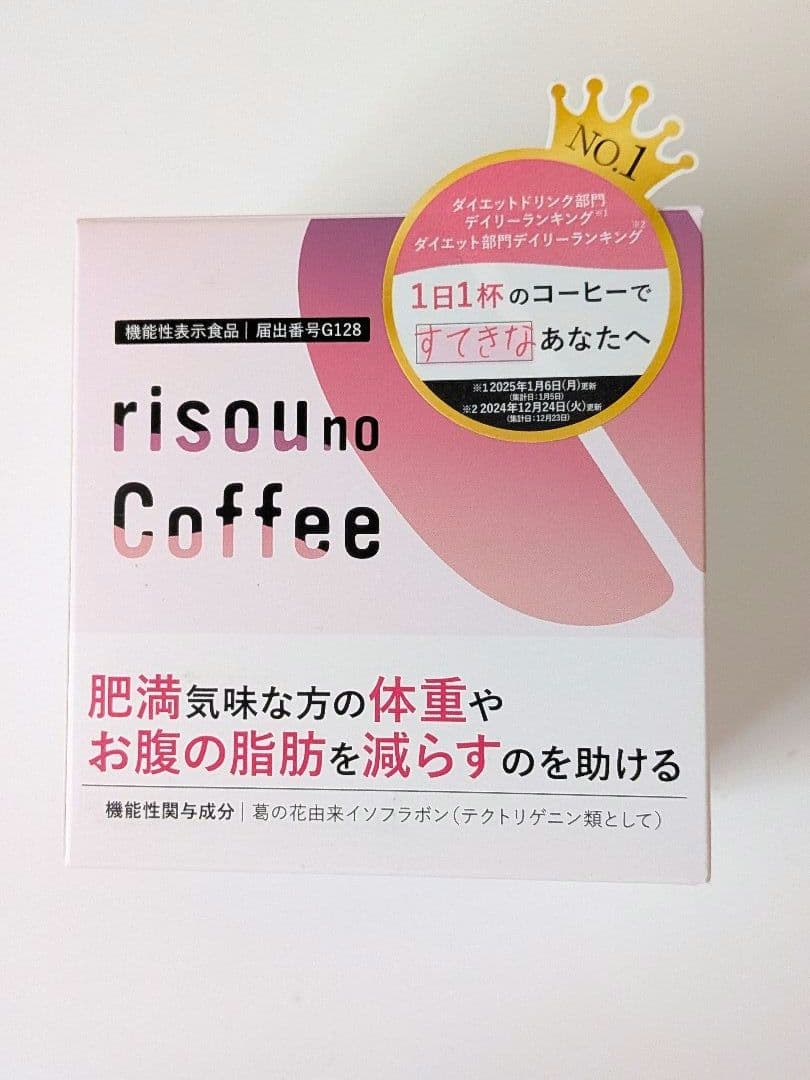 NO.1
ダイエットドリンク部門
デイリーランキング※1
ダイエット部門デイリーランキング※2
1日1杯のコーヒーで
すてきなあなたへ
※1 2025年1月6日(月)更新
(集計日:1月5日)
※2 2024年12月24日(火)更新
(集計日:12月23日)
機能性表示食品|届出番号G128
risou no
Coffee
肥満気味な方の体重や
お腹の脂肪を減らすのを助ける
機能性関与成分|葛の花由来イソフラボン(テクトリゲニン類として)